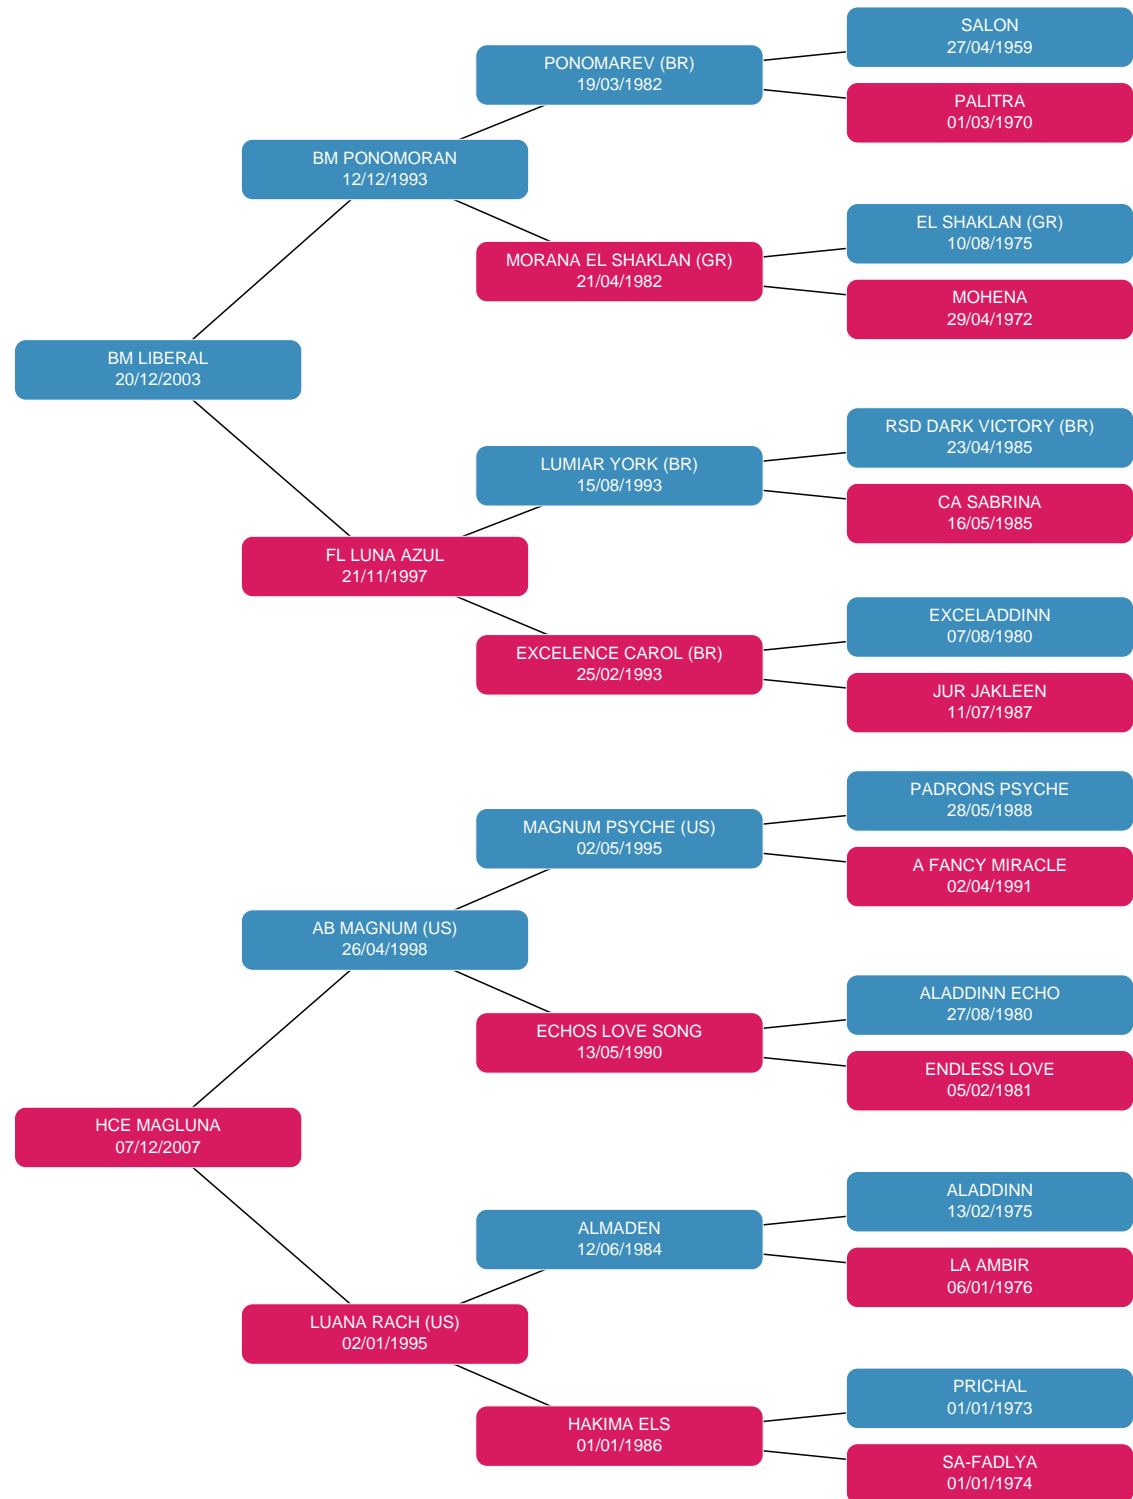 SALON
27/04/1959
PONOMAREV (BR)
19/03/1982
PALITRA
01/03/1970
BM PONOMORAN
12/12/1993
EL SHAKLAN (GR)
10/08/1975
MORANA EL SHAKLAN (GR)
21/04/1982
MOHENA
29/04/1972
BM LIBERAL
20/12/2003
RSD DARK VICTORY (BR)
23/04/1985
LUMIAR YORK (BR)
15/08/1993
CA SABRINA
16/05/1985
FL LUNA AZUL
21/11/1997
EXCELADDINN
07/08/1980
EXCELENCE CAROL (BR)
25/02/1993
JUR JAKLEEN
11/07/1987
PADRONS PSYCHE
28/05/1988
MAGNUM PSYCHE (US)
02/05/1995
A FANCY MIRACLE
02/04/1991
AB MAGNUM (US)
26/04/1998
ALADDINN ECHO
27/08/1980
ECHOS LOVE SONG
13/05/1990
ENDLESS LOVE
05/02/1981
HCE MAGLUNA
07/12/2007
ALADDINN
13/02/1975
ALMADEN
12/06/1984
LA AMBIR
06/01/1976
LUANA RACH (US)
02/01/1995
PRICHAL
01/01/1973
HAKIMA ELS
01/01/1986
SA-FADLYA
01/01/1974